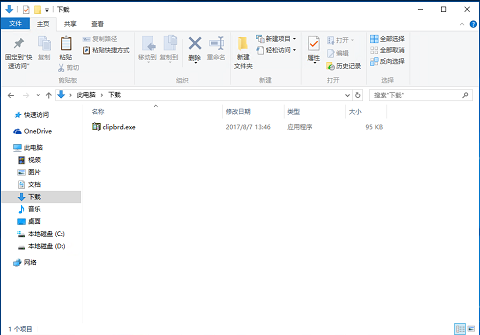 下载
文件 主页 共享 查看
固定到"快速访问"
复制
粘贴
复制路径
粘贴快捷方式
剪切
剪贴板
移动到
复制到
删除
重命名
组织
新建项目
轻松访问
新建文件夹
新建
属性
打开
编辑
历史记录
打开
全部选择
全部取消
反向选择
选择
此电脑 > 下载
搜索"下载"
名称 修改日期 类型 大小
clipbrd.exe 2017/8/7 13:46 应用程序 95 KB
快速访问
OneDrive
此电脑
视频
图片
文档
下载
音乐
桌面
本地磁盘 (C:)
本地磁盘 (D:)
网络
1 个项目